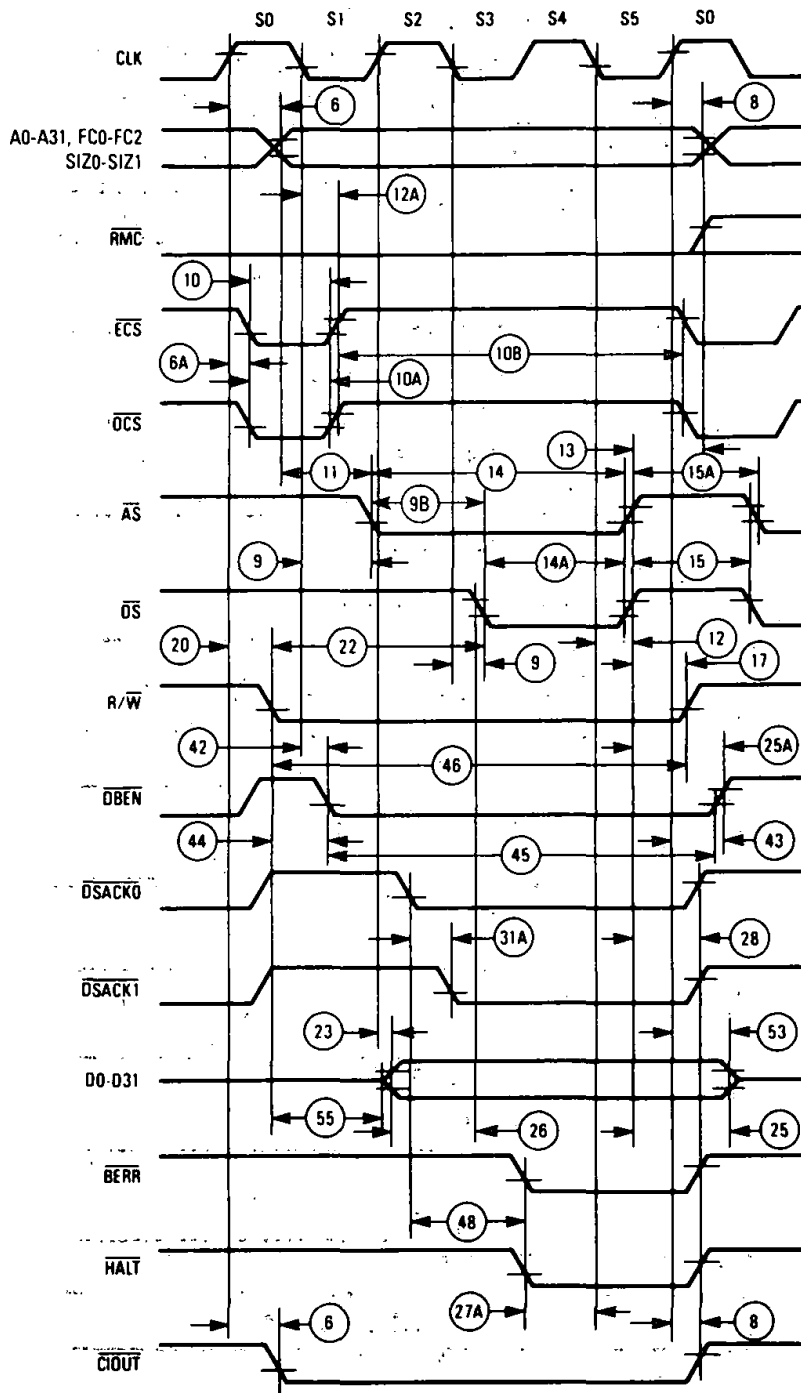 S0 S1 S2 S3 S4 S5 S0
CLK
6 8
A0-A31, FC0-FC2
SIZ0-SIZ1
12A
RMC
10
ECS
10B
6A
10A
OCS
13
11 14 15A
9B
AS
9 14A 15
DS
20 22 12
9 17
R/W
42 25A
46
DBEN
44 43
45
DSACK0
31A 28
DSACK1
23 53
D0-D31
55 26 25
BERR
48
HALT
6 27A 8
CIOUT